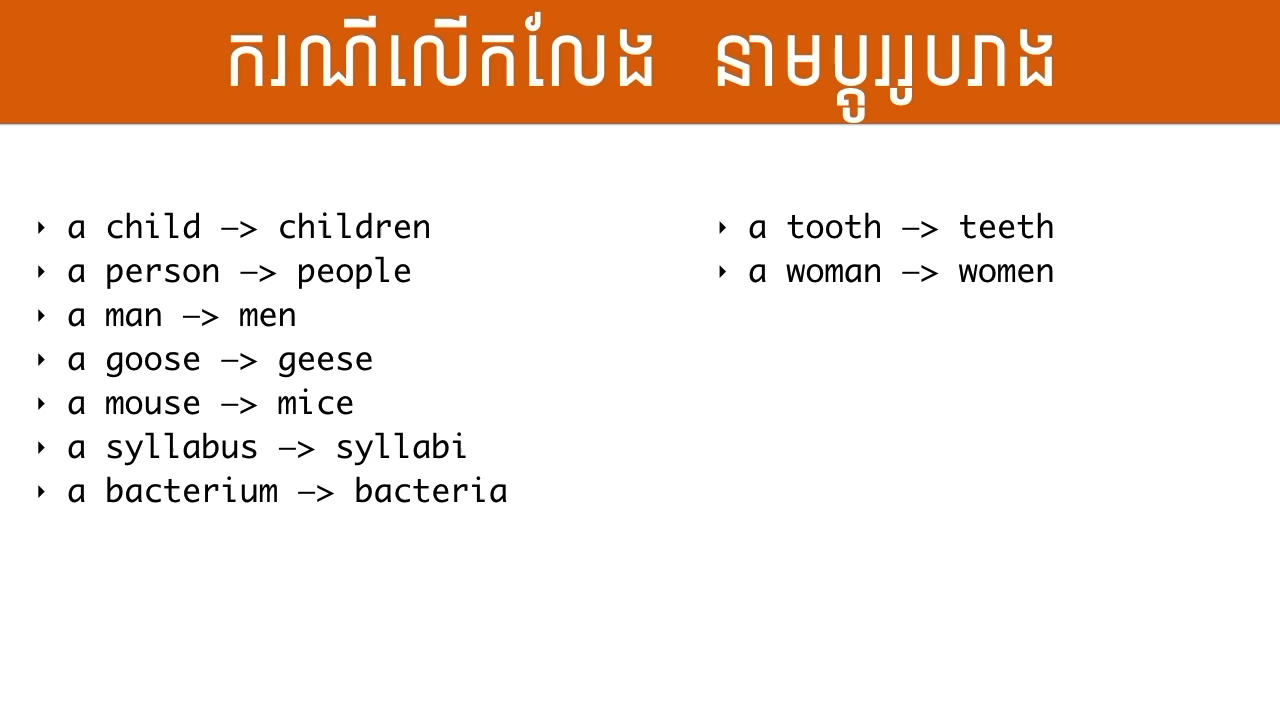 ករណីលើកលែង នាមប្តូររូបរាង
‣ a child —> children
‣ a person —> people
‣ a man —> men
‣ a goose —> geese
‣ a mouse —> mice
‣ a syllabus —> syllabi
‣ a bacterium —> bacteria
‣ a tooth —> teeth
‣ a woman —> women